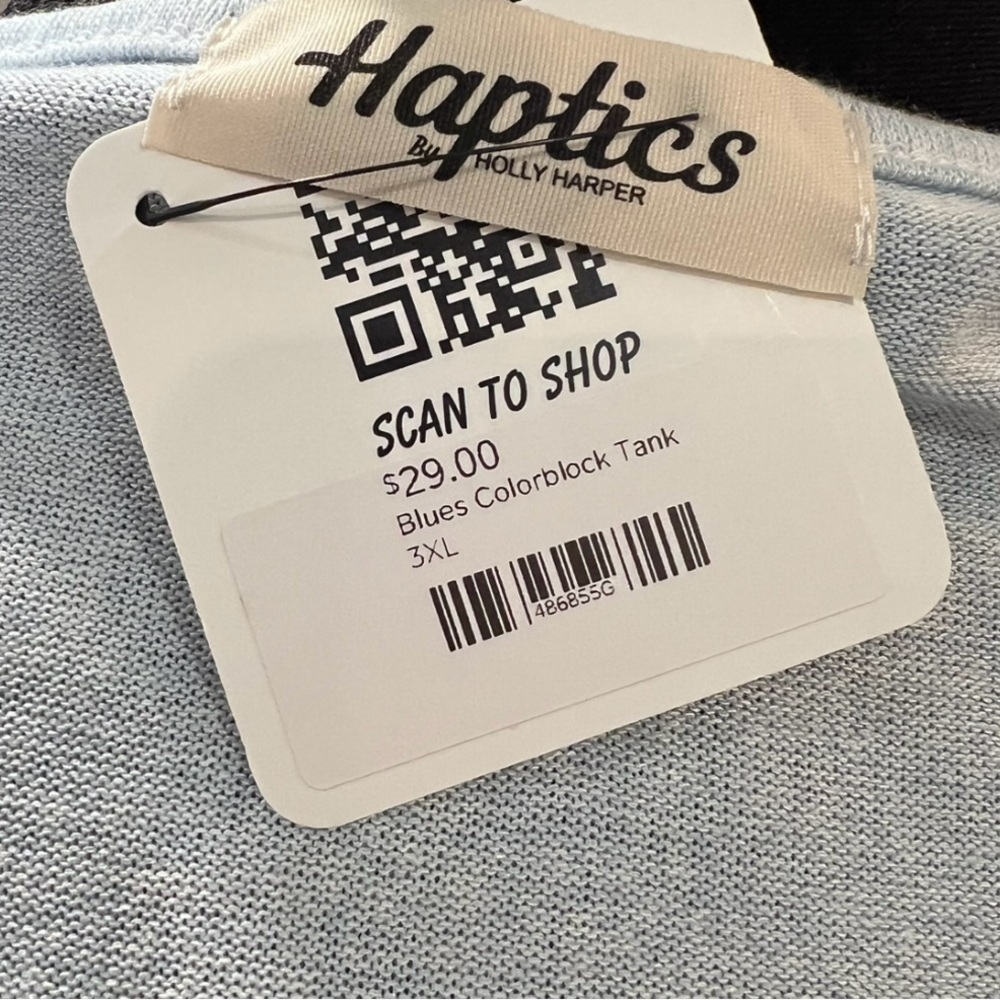 Haptics
By HOLLY HARPER
SCAN TO SHOP
$29.00
Blues Colorblock Tank
3XL
486855G